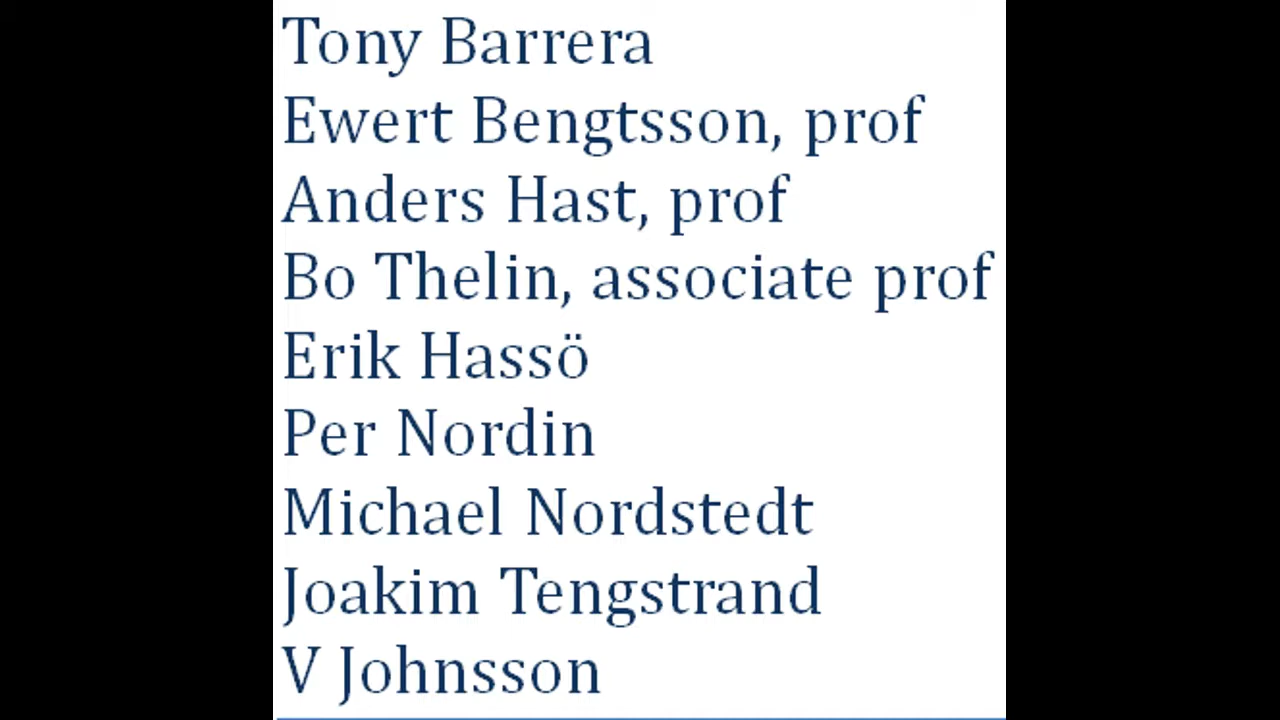 Tony Barrera
Ewert Bengtsson, prof
Anders Hast, prof
Bo Thelin, associate prof
Erik Hassö
Per Nordin
Michael Nordstedt
Joakim Tengstrand
V Johnsson